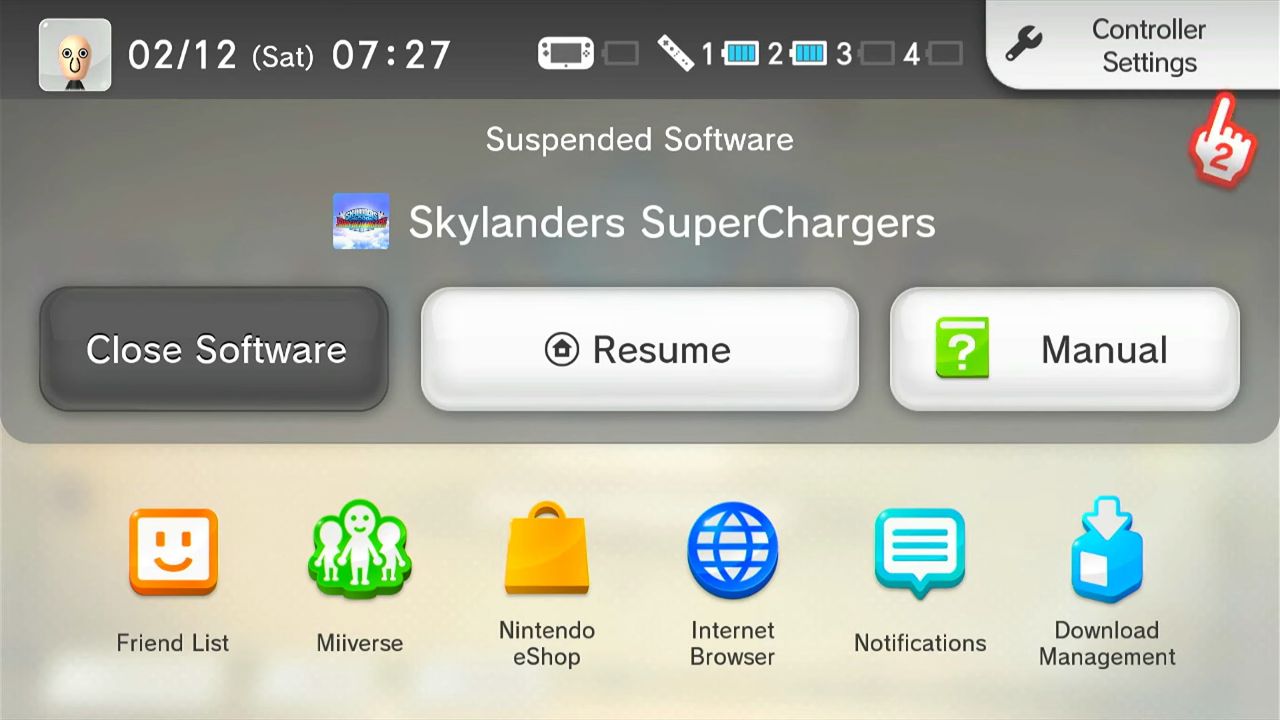 02/12 (Sat) 07:27
1 2 3 4
Controller
Settings
2
Suspended Software
Skylanders SuperChargers
Close Software
Resume
? Manual
Friend List
Miiverse
Nintendo
eShop
Internet
Browser
Notifications
Download
Management